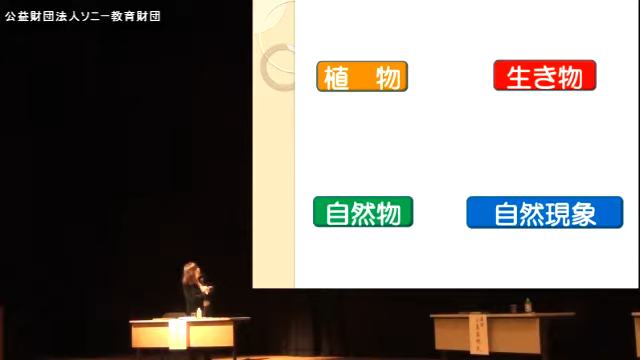 公益財団法人ソニー教育財団
植　物
生き物
自然物
自然現象